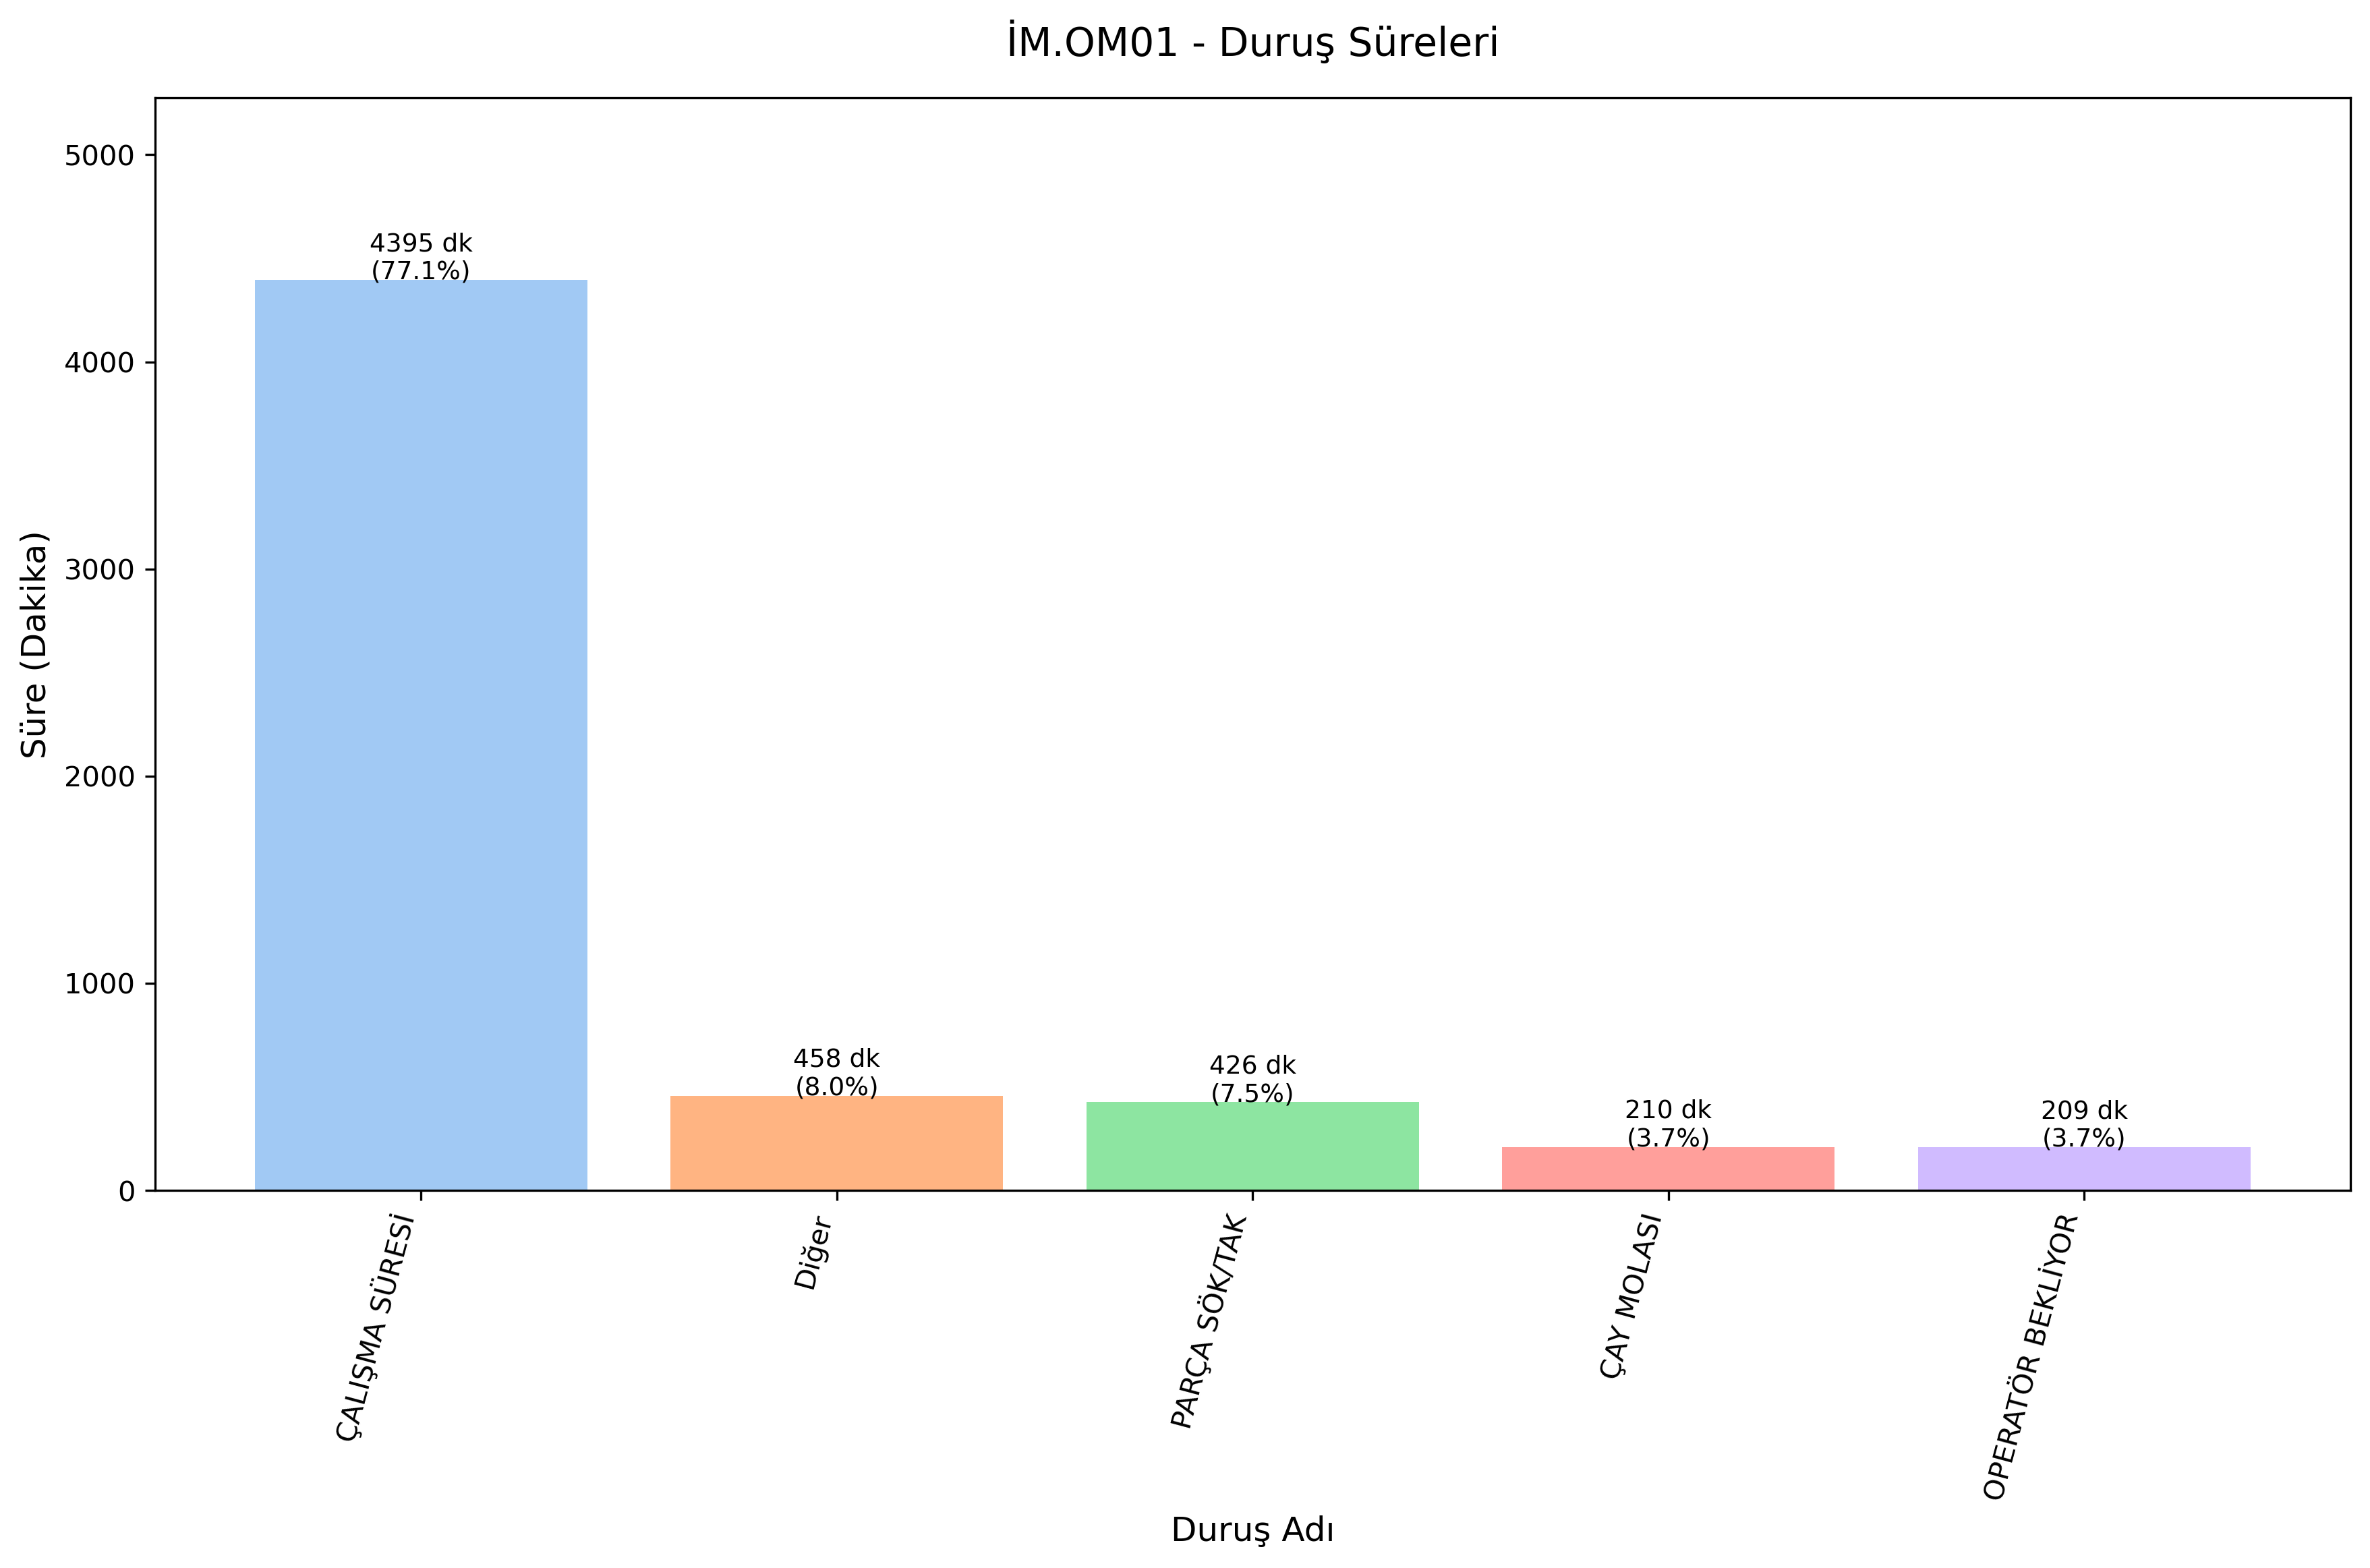 İM.OM01 - Duruş Süreleri
Süre (Dakika)
5000
4000
3000
2000
1000
0
4395 dk
(77.1%)
458 dk
(8.0%)
426 dk
(7.5%)
210 dk
(3.7%)
209 dk
(3.7%)
ÇALIŞMA SÜRESİ
Diğer
PARÇA SÖK/TAK
ÇAY MOLASI
OPERATÖR BEKLİYOR
Duruş Adı